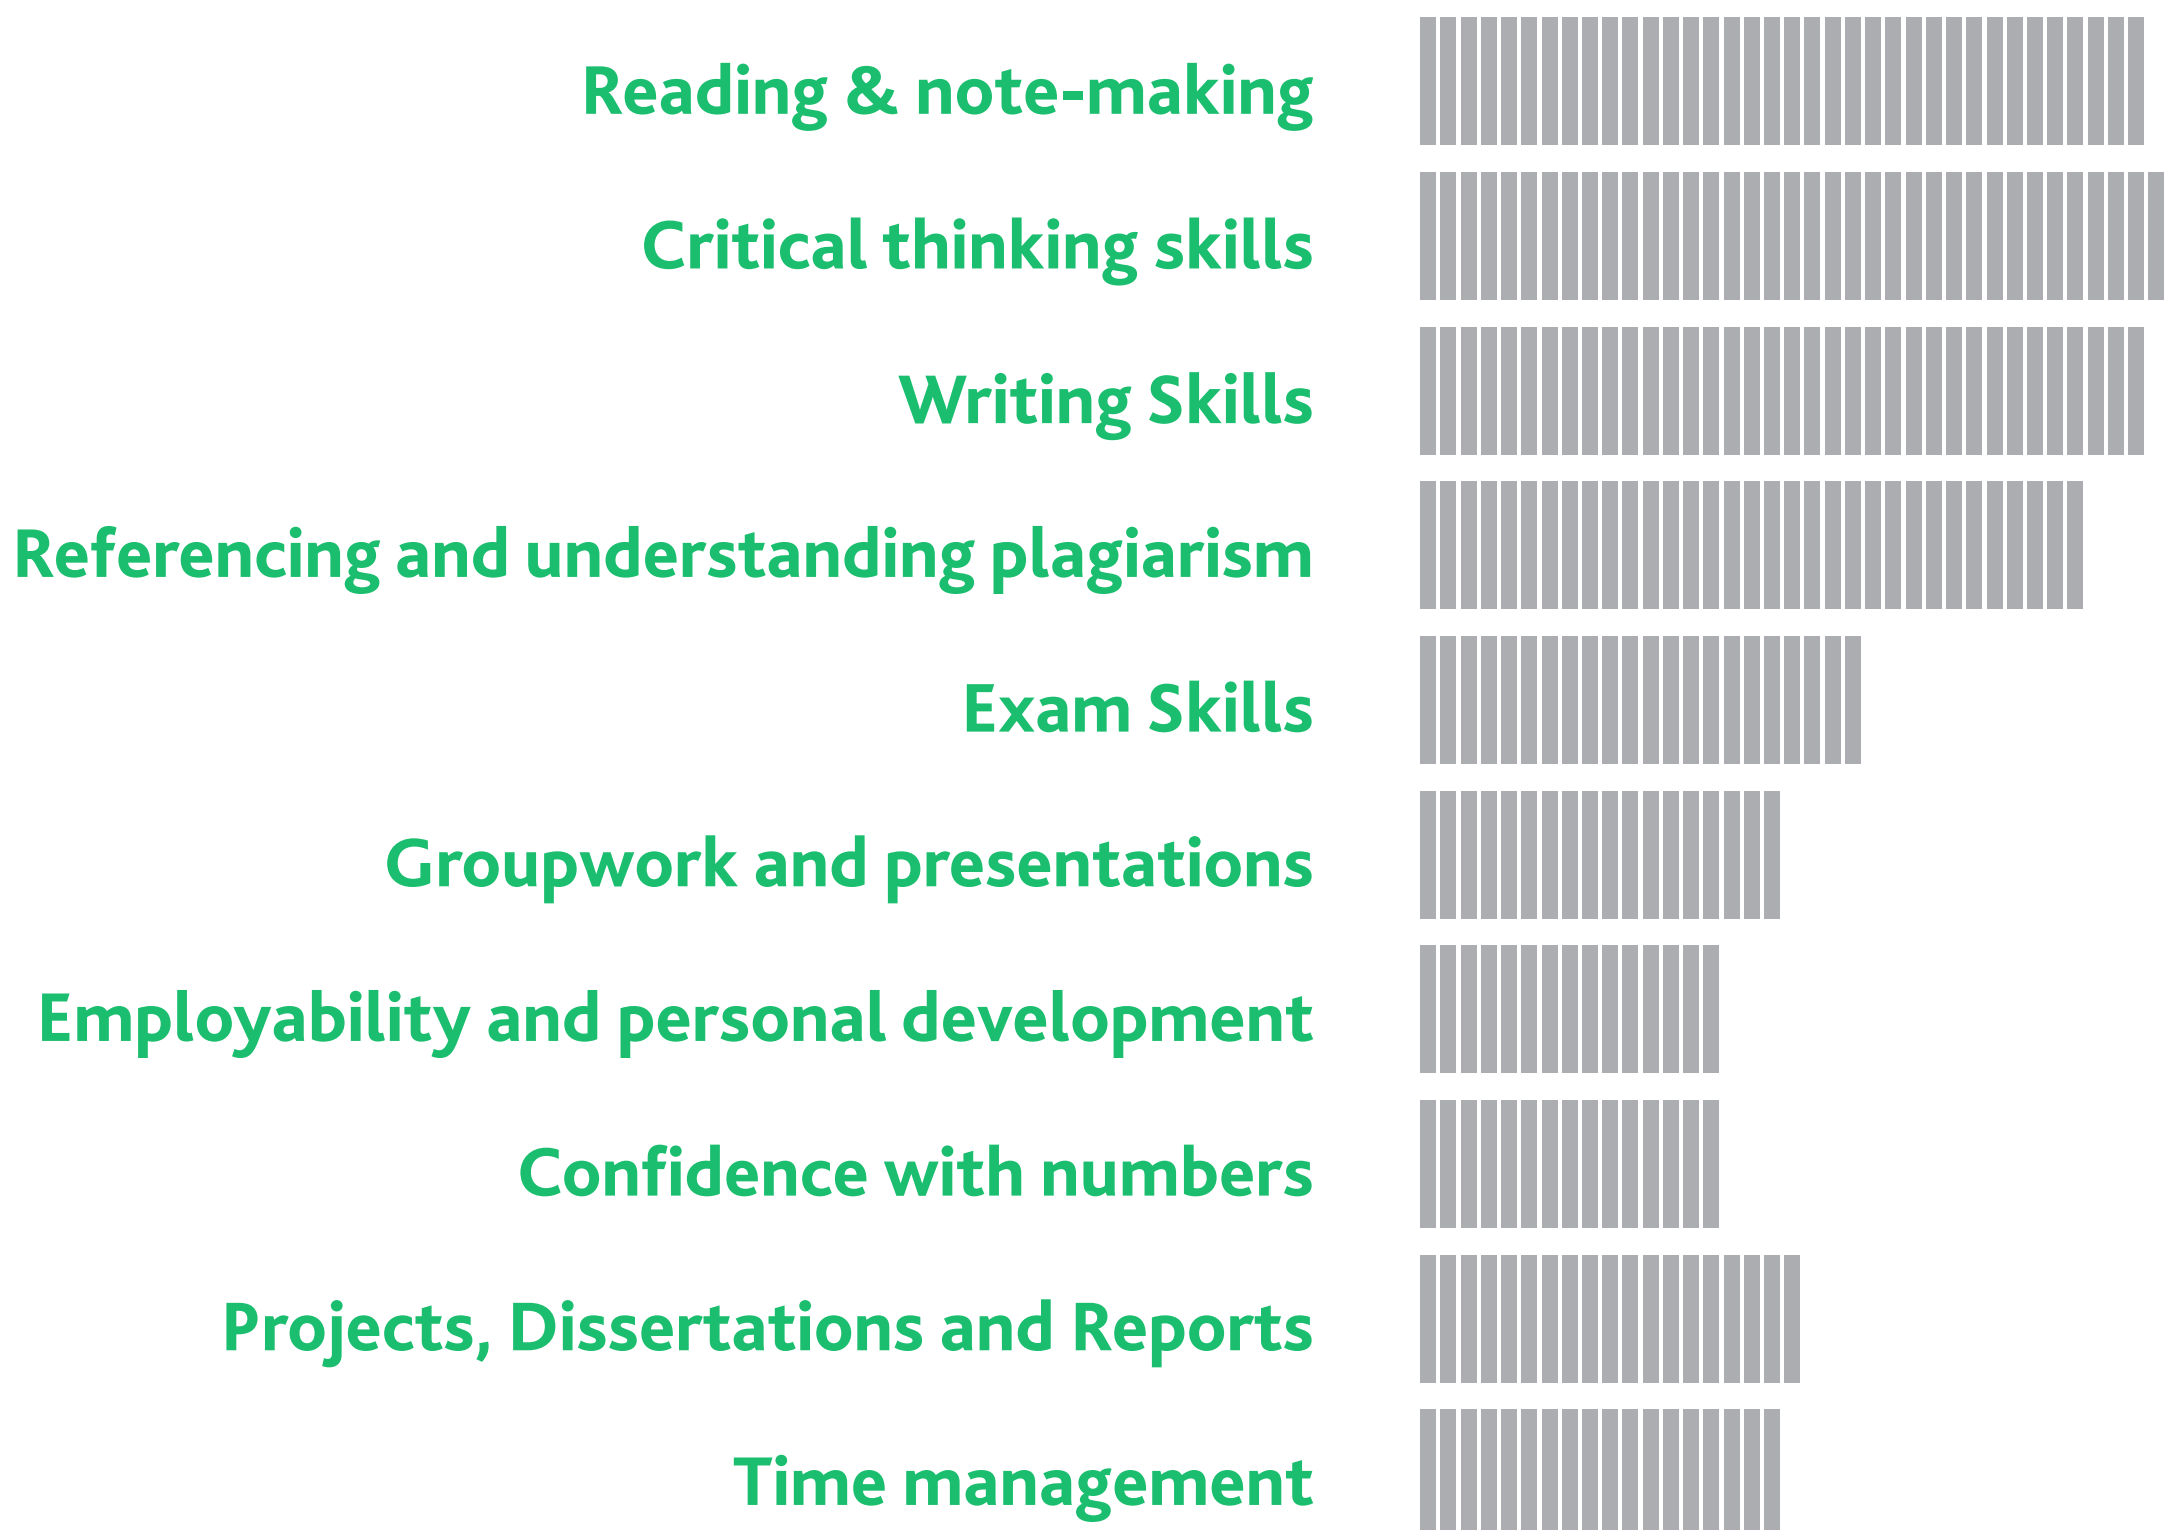 Reading & note-making
Critical thinking skills
Writing Skills
Referencing and understanding plagiarism
Exam Skills
Groupwork and presentations
Employability and personal development
Confidence with numbers
Projects, Dissertations and Reports
Time management